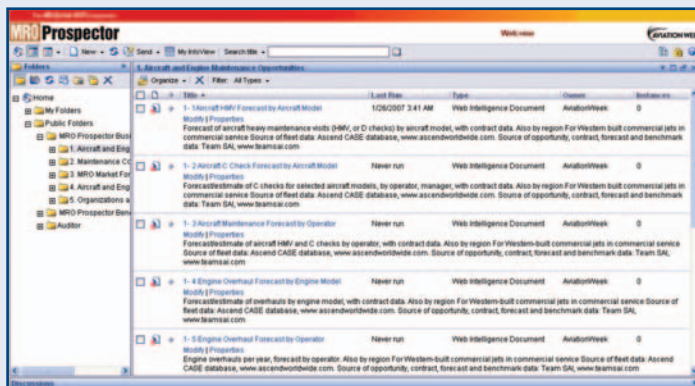 MRO Prospector
Welcome
AVIATION WEEK
New
Send
My InfoView
Search title
Folders
1. Aircraft and Engine Maintenance Opportunities
Organize
Filter: All Types
Home
My Folders
Public Folders
MRO Prospector Bus
1. Aircraft and Eng
2. Maintenance Co
3. MRO Market For
4. Aircraft and Eng
5. Organizations a
MRO Prospector Ben
Auditor
Title Last Run Type Owner Instances
1- 1 Aircraft HMV Forecast by Aircraft Model 1/26/2007 3:41 AM Web Intelligence Document AviationWeek 0
Modify | Properties
Forecast of aircraft heavy maintenance visits (HMV, or D checks) by aircraft model, with contract data. Also by region For Western built commercial jets in
commercial service Source of fleet data: Ascend CASE database, www.ascendworldwide.com. Source of opportunity, contract, forecast and benchmark
data: Team SAI, www.teamsai.com
1- 2 Aircraft C Check Forecast by Aircraft Model Never run Web Intelligence Document AviationWeek 0
Modify | Properties
Forecast/estimate of C checks for selected aircraft models, by operator, manager, with contract data. Also by region For Western-built commercial jets in
commercial service Source of fleet data: Ascend CASE database, www.ascendworldwide.com. Source of opportunity, contract, forecast and benchmark
data: Team SAI, www.teamsai.com
1- 3 Aircraft Maintenance Forecast by Operator Never run Web Intelligence Document AviationWeek 0
Modify | Properties
Forecast/estimate of aircraft HMV and C checks by operator, with contract data. Also by region For Western-built commercial jets in commercial service
Source of fleet data: Ascend CASE database, www.ascendworldwide.com. Source of opportunity, contract, forecast and benchmark data: Team SAI,
www.teamsai.com
1- 4 Engine Overhaul Forecast by Engine Model Never run Web Intelligence Document AviationWeek 0
Modify | Properties
Forecast/estimate of overhauls by engine model, with contract data. Also by region For Western-built commercial jets in commercial service Source of
fleet data: Ascend CASE database, www.ascendworldwide.com. Source of opportunity, contract, forecast and benchmark data: Team SAI,
www.teamsai.com
1- 5 Engine Overhaul Forecast by Operator Never run Web Intelligence Document AviationWeek 0
Modify | Properties
Engine overhauls per year, forecast by operator. Also by region For Western-built commercial jets in commercial service Source of fleet data: Ascend
CASE database, www.ascendworldwide.com. Source of opportunity, contract, forecast and benchmark data: Team SAI, www.teamsai.com
Discussions